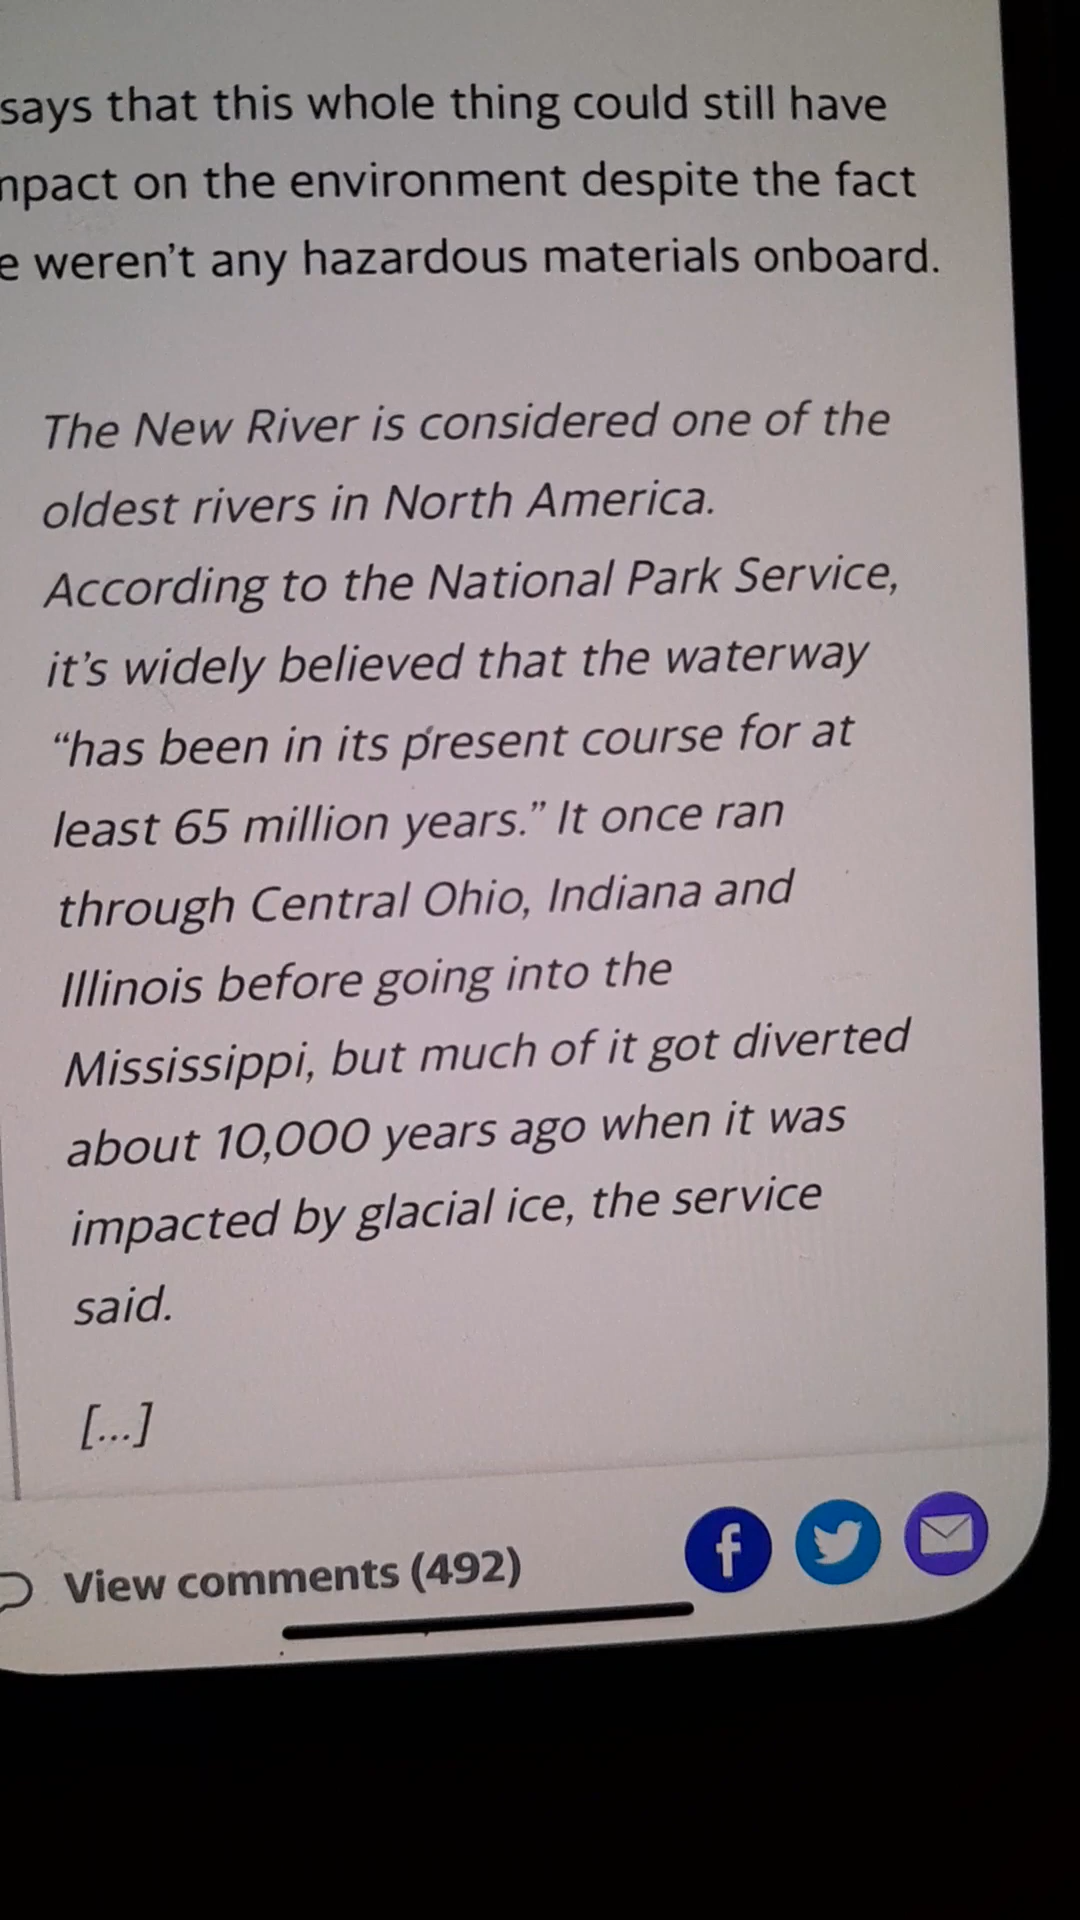 says that this whole thing could still have
mpact on the environment despite the fact
e weren't any hazardous materials onboard.
The New River is considered one of the
oldest rivers in North America.
According to the National Park Service,
it's widely believed that the waterway
“has been in its present course for at
least 65 million years.” It once ran
through Central Ohio, Indiana and
Illinois before going into the
Mississippi, but much of it got diverted
about 10,000 years ago when it was
impacted by glacial ice, the service
said.
[...]
View comments (492)